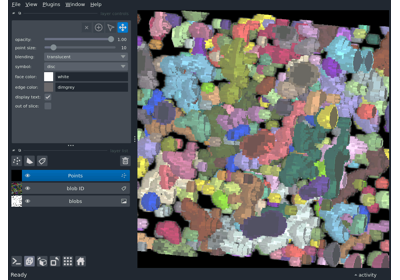 File View Plugins Window Help
opacity: 1.00
point size: 10
blending: translucent
symbol: disc
face color: white
edge color: dimgrey
display text:
out of slice:
Points
blob ID
blobs
Ready
activity